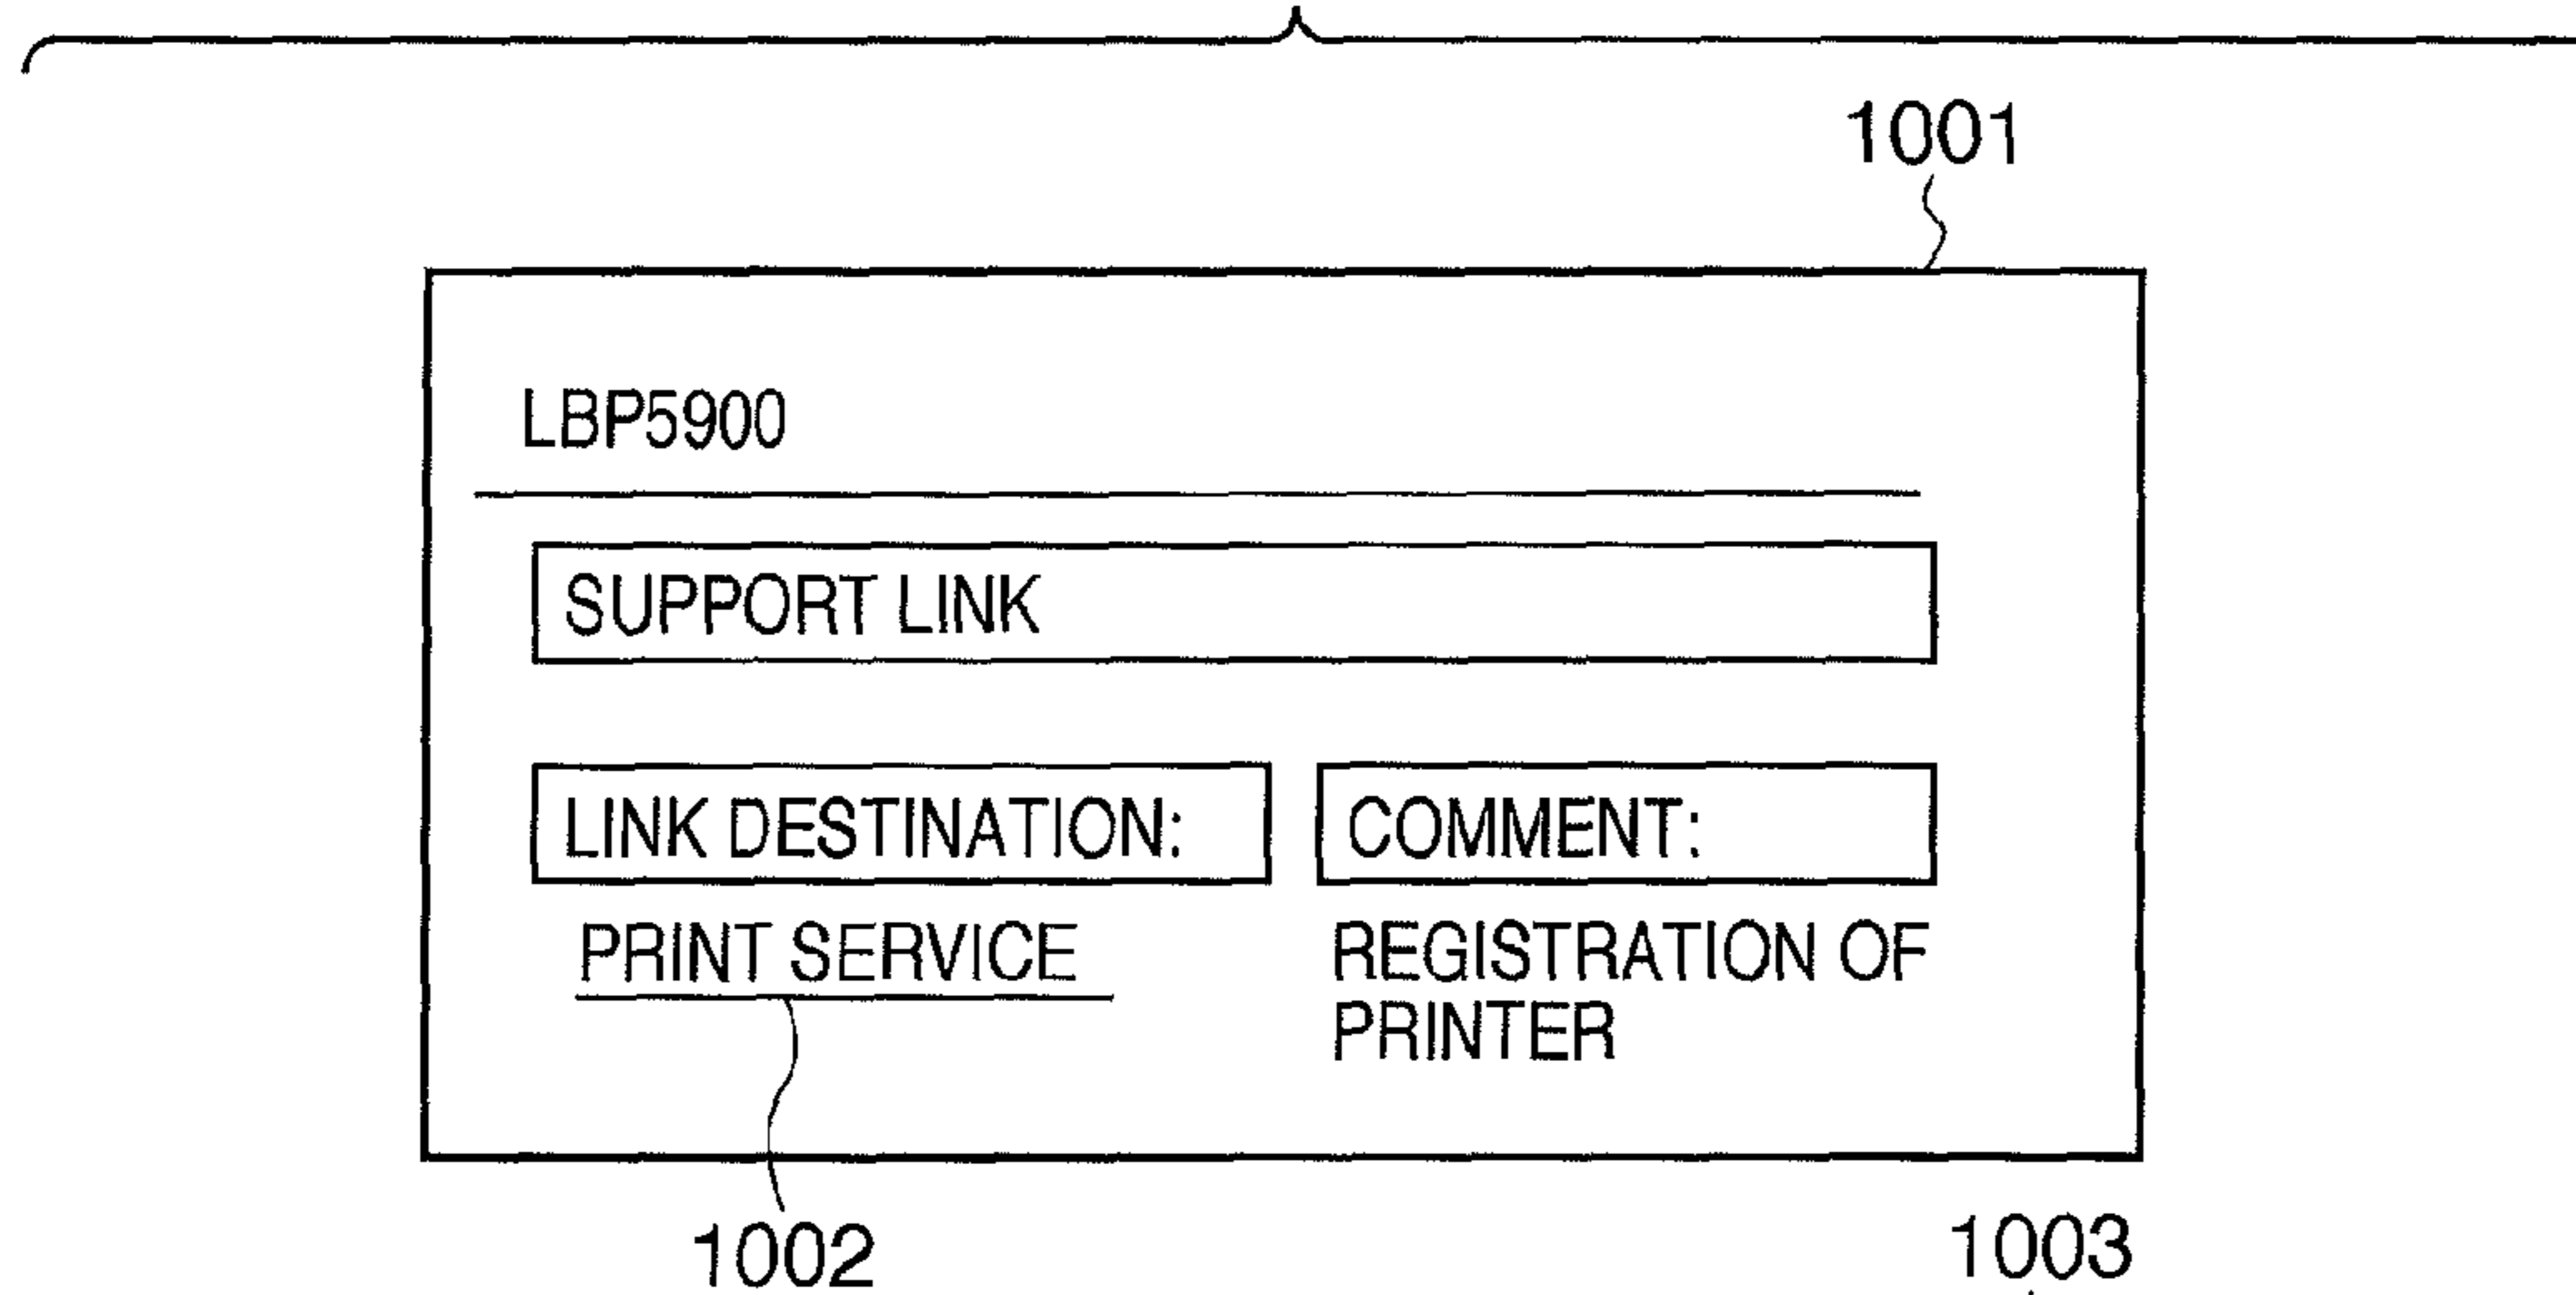 1001
LBP5900
SUPPORT LINK
LINK DESTINATION: COMMENT:
PRINT SERVICE REGISTRATION OF
PRINTER
1002
1003